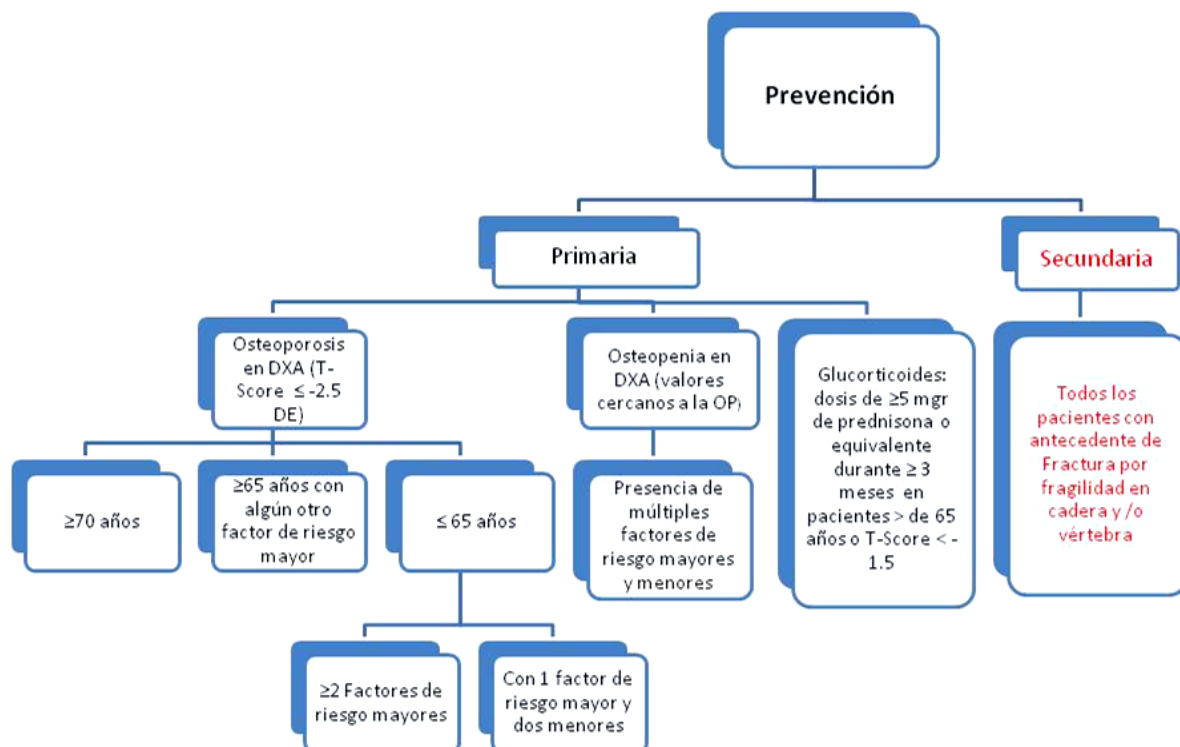 Prevención
Primaria
Secundaria
Osteoporosis
en DXA (T-
Score ≤ -2.5
DE)
Osteopenia en
DXA (valores
cercanos a la OP)
Glucorticoides:
dosis de ≥5 mgr
de prednisona o
equivalente
durante ≥ 3
meses en
pacientes > de 65
años o T-Score < -
1.5
Todos los
pacientes con
antecedente de
Fractura por
fragilidad en
cadera y /o
vértebra
≥70 años
≥65 años con
algún otro
factor de riesgo
mayor
≤ 65 años
Presencia de
múltiples
factores de
riesgo mayores
y menores
≥2 Factores de
riesgo mayores
Con 1 factor de
riesgo mayor y
dos menores